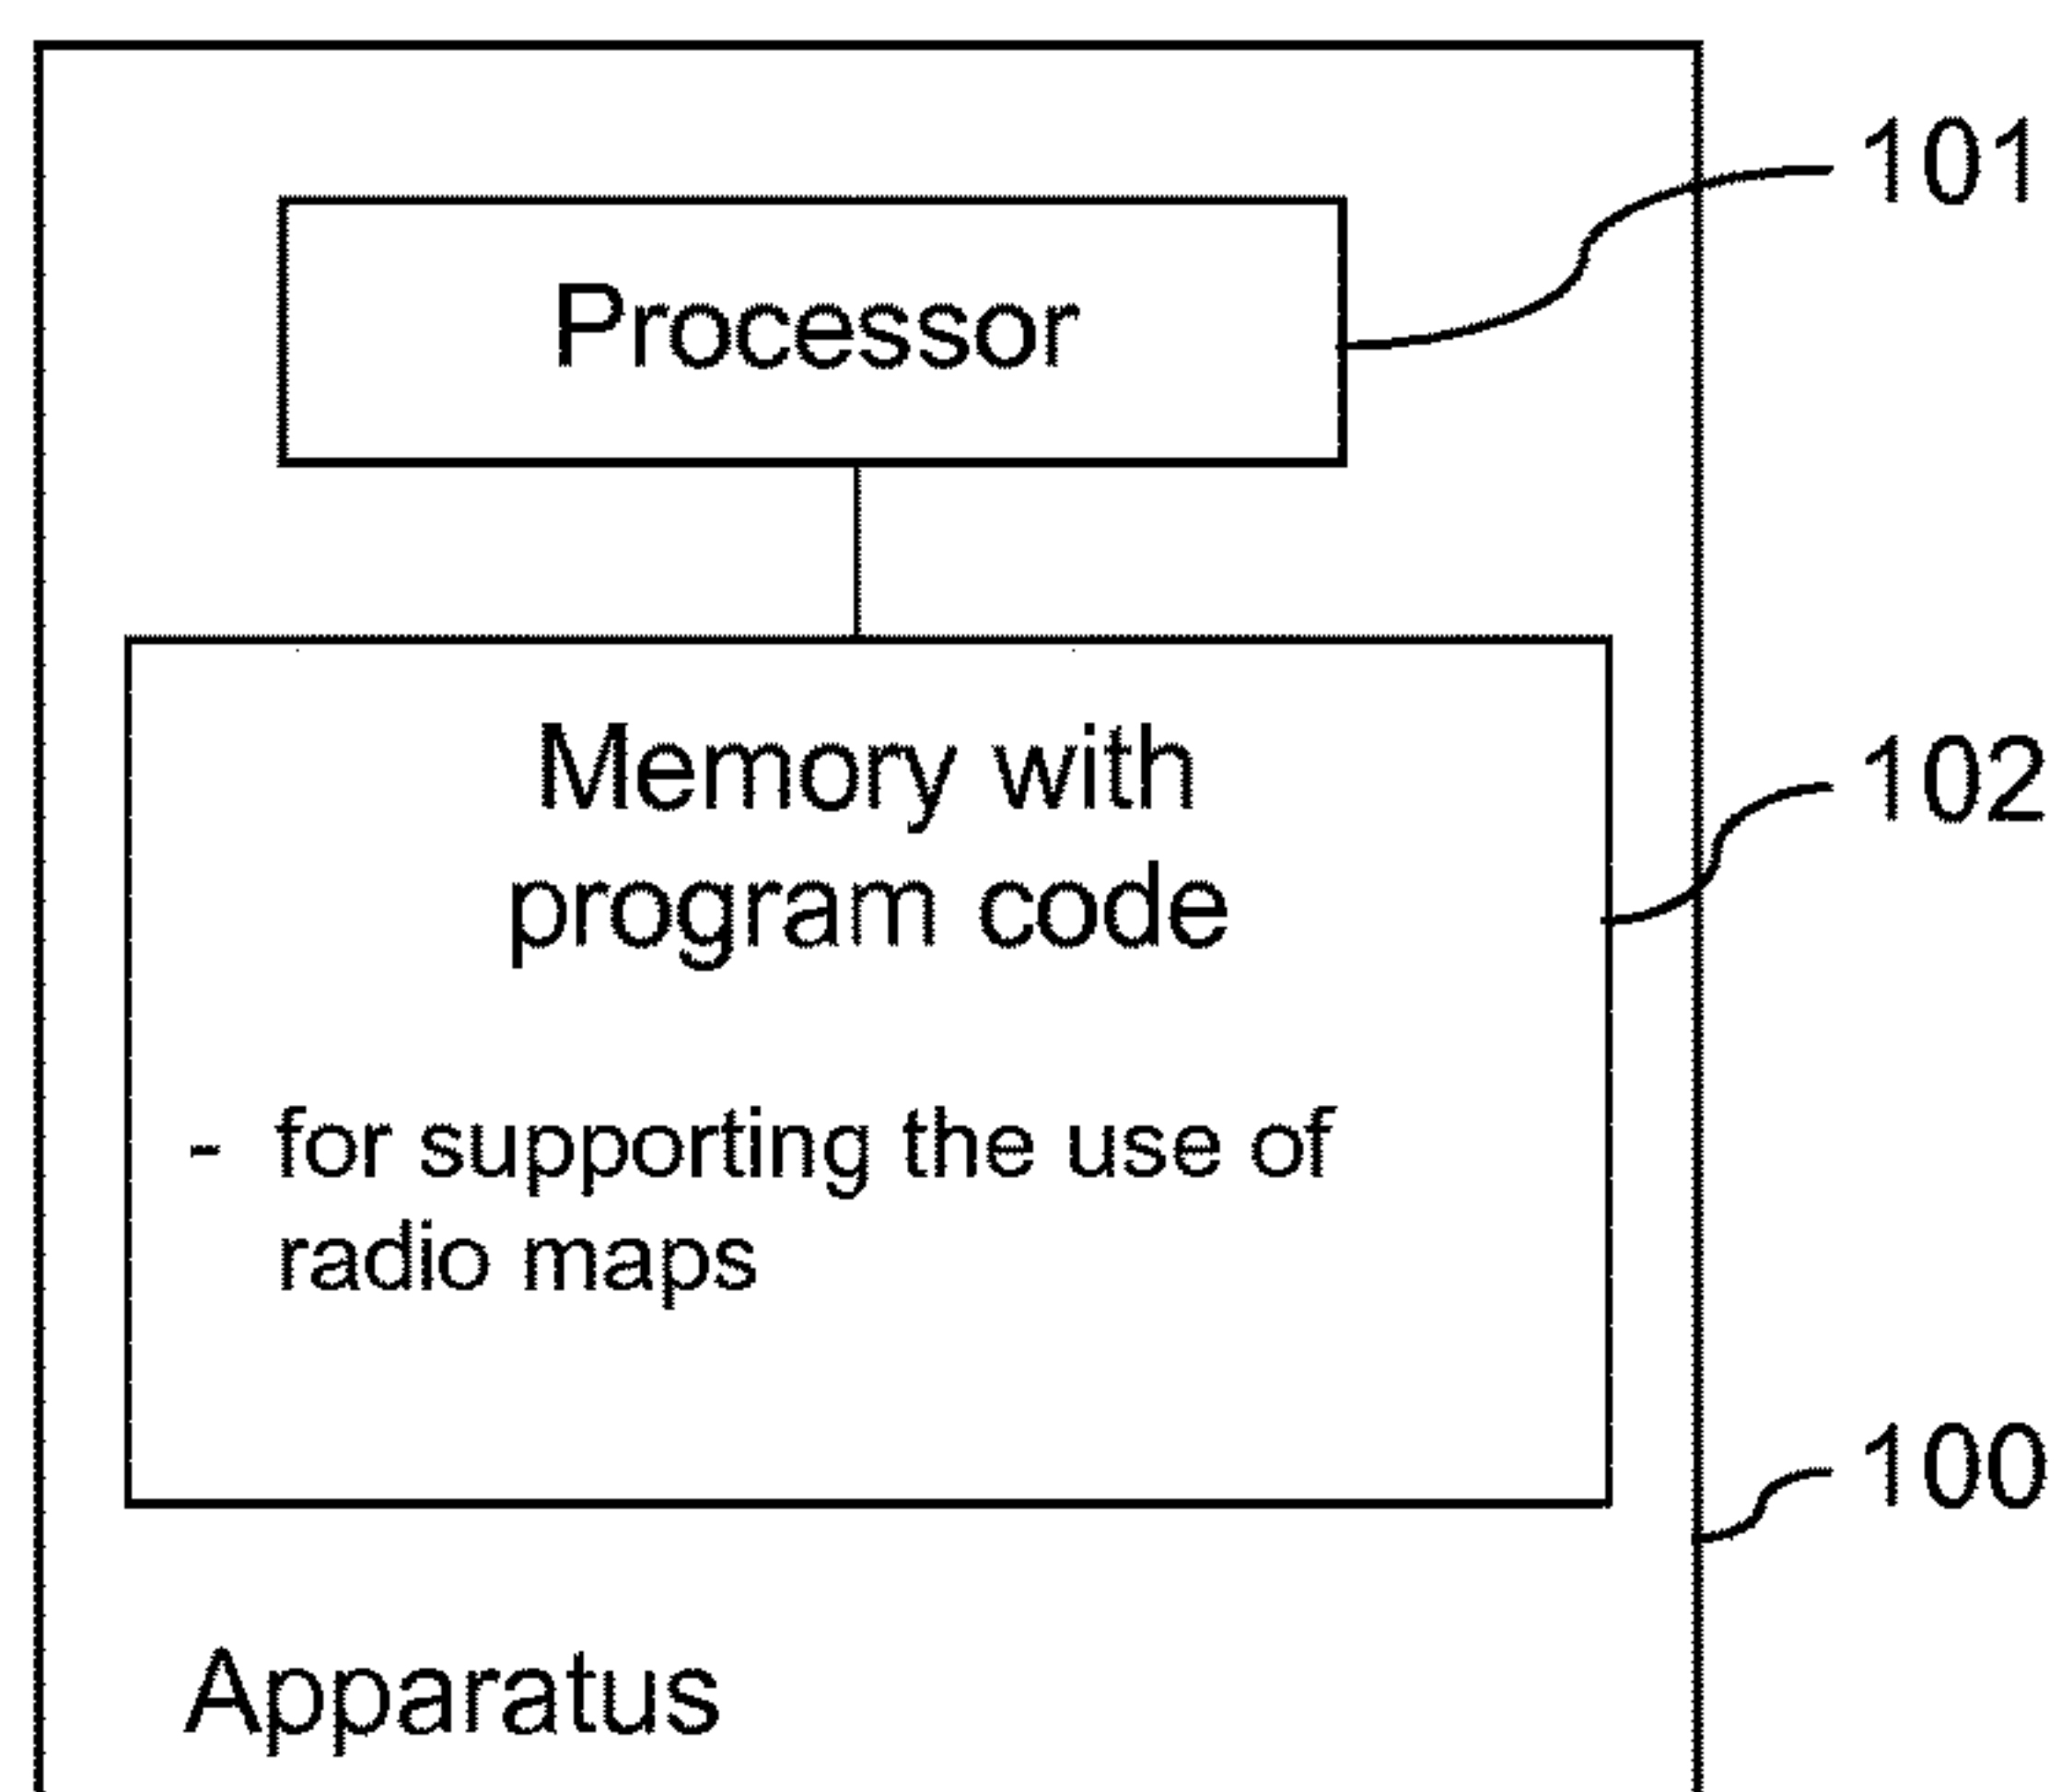 101
Processor
Memory with
program code
102
- for supporting the use of
radio maps
100
Apparatus